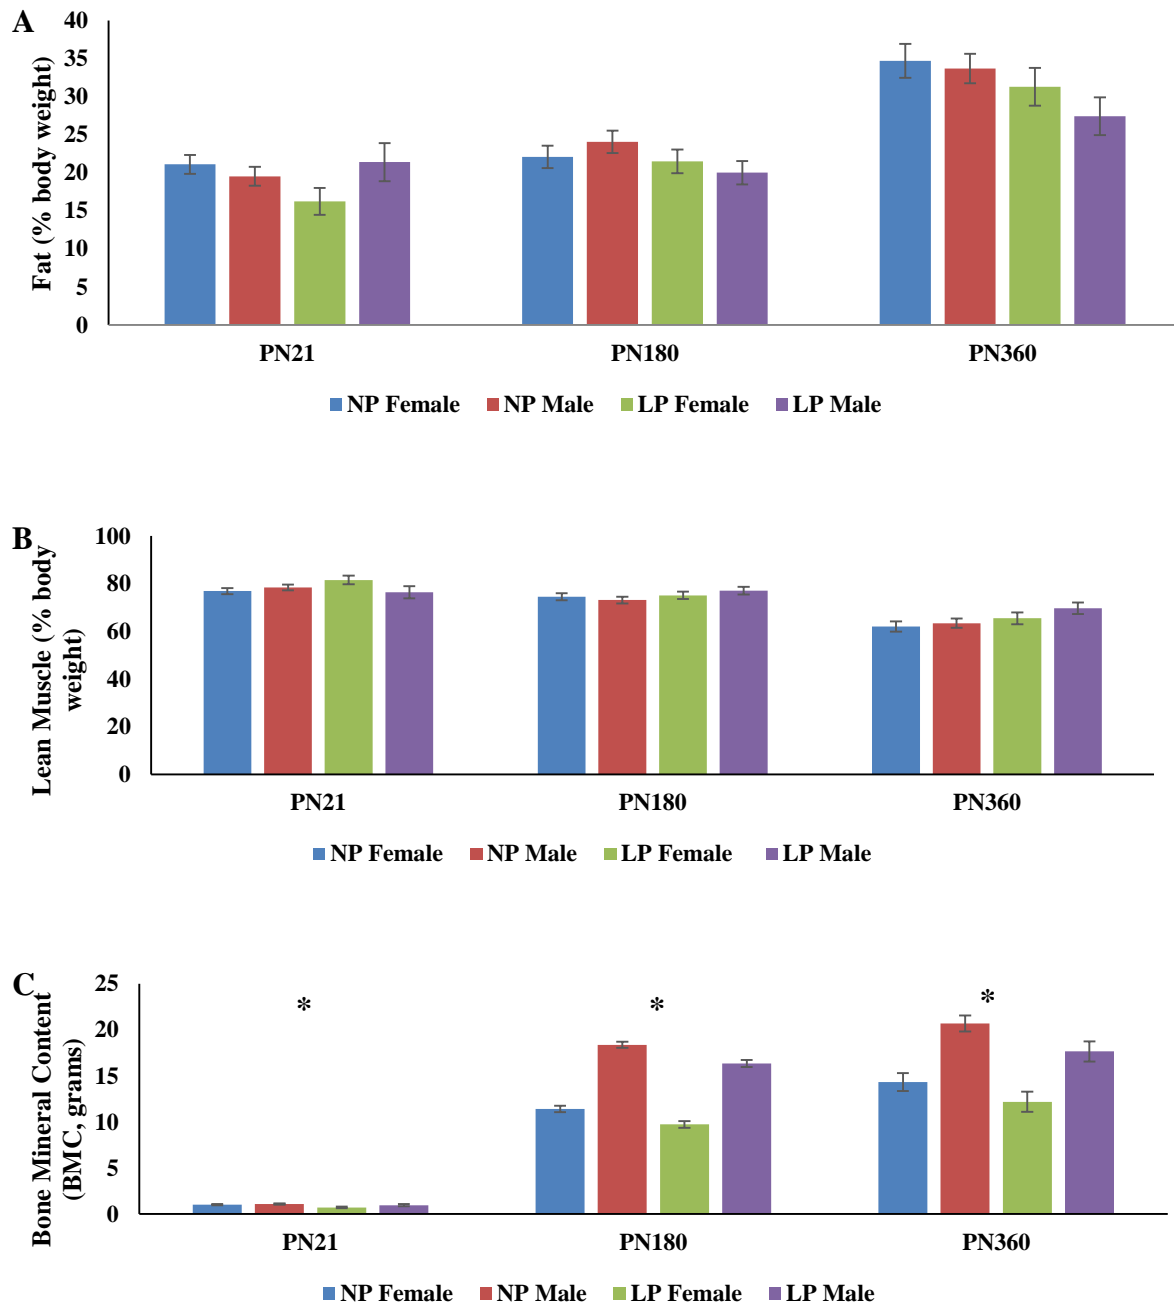 A
Fat (% body weight)
40
35
30
25
20
15
10
5
0
PN21 PN180 PN360
NP Female NP Male LP Female LP Male
B
Lean Muscle (% body
weight)
100
80
60
40
20
0
PN21 PN180 PN360
NP Female NP Male LP Female LP Male
C
Bone Mineral Content
(BMC, grams)
25
20
15
10
5
0
* * *
PN21 PN180 PN360
NP Female NP Male LP Female LP Male